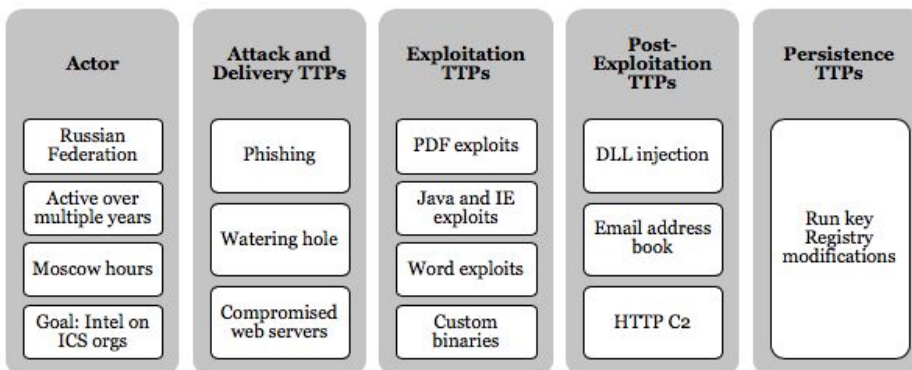 Actor
Russian
Federation
Active over
multiple years
Moscow hours
Goal: Intel on
ICS orgs
Attack and
Delivery TTPs
Phishing
Watering hole
Compromised
web servers
Exploitation
TTPs
PDF exploits
Java and IE
exploits
Word exploits
Custom
binaries
Post-
Exploitation
TTPs
DLL injection
Email address
book
HTTP C2
Persistence
TTPs
Run key
Registry
modifications